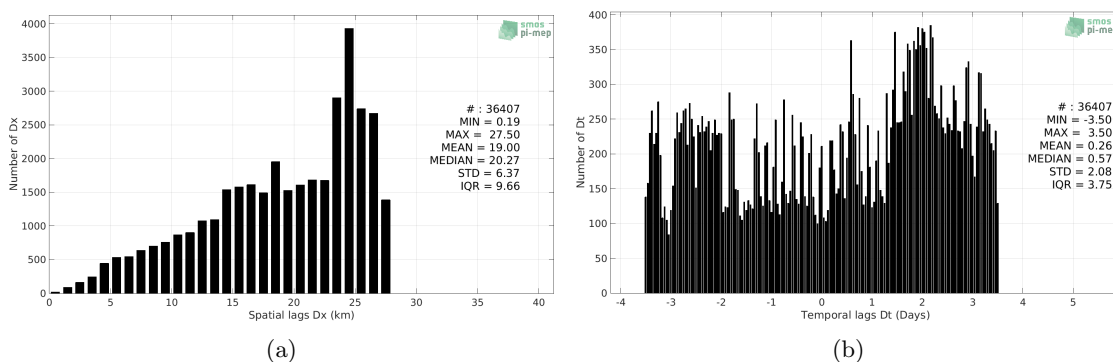 4000
3500
3000
2500
2000
1500
1000
500
0
Number of Dx
0
5
10
15
20
25
30
35
40
Spatial lags Dx (km)
smos
pi-mep
# : 36407
MIN = 0.19
MAX = 27.50
MEAN = 19.00
MEDIAN = 20.27
STD = 6.37
IQR = 9.66
(a)
400
350
300
250
200
150
100
50
0
Number of Dt
-4
-3
-2
-1
0
1
2
3
4
5
Temporal lags Dt (Days)
smos
pi-mep
# : 36407
MIN = -3.50
MAX = 3.50
MEAN = 0.26
MEDIAN = 0.57
STD = 2.08
IQR = 3.75
(b)